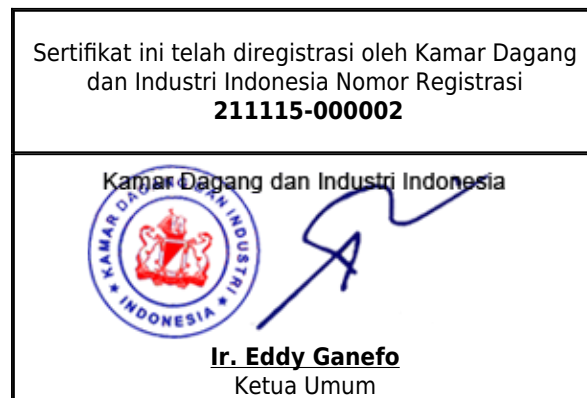 Sertifikat ini telah diregistrasi oleh Kamar Dagang
dan Industri Indonesia Nomor Registrasi
211115-000002
Kamar Dagang dan Industri Indonesia
KAMAR DAGANG DAN INDUSTRI
INDONESIA
Ir. Eddy Ganefo
Ketua Umum